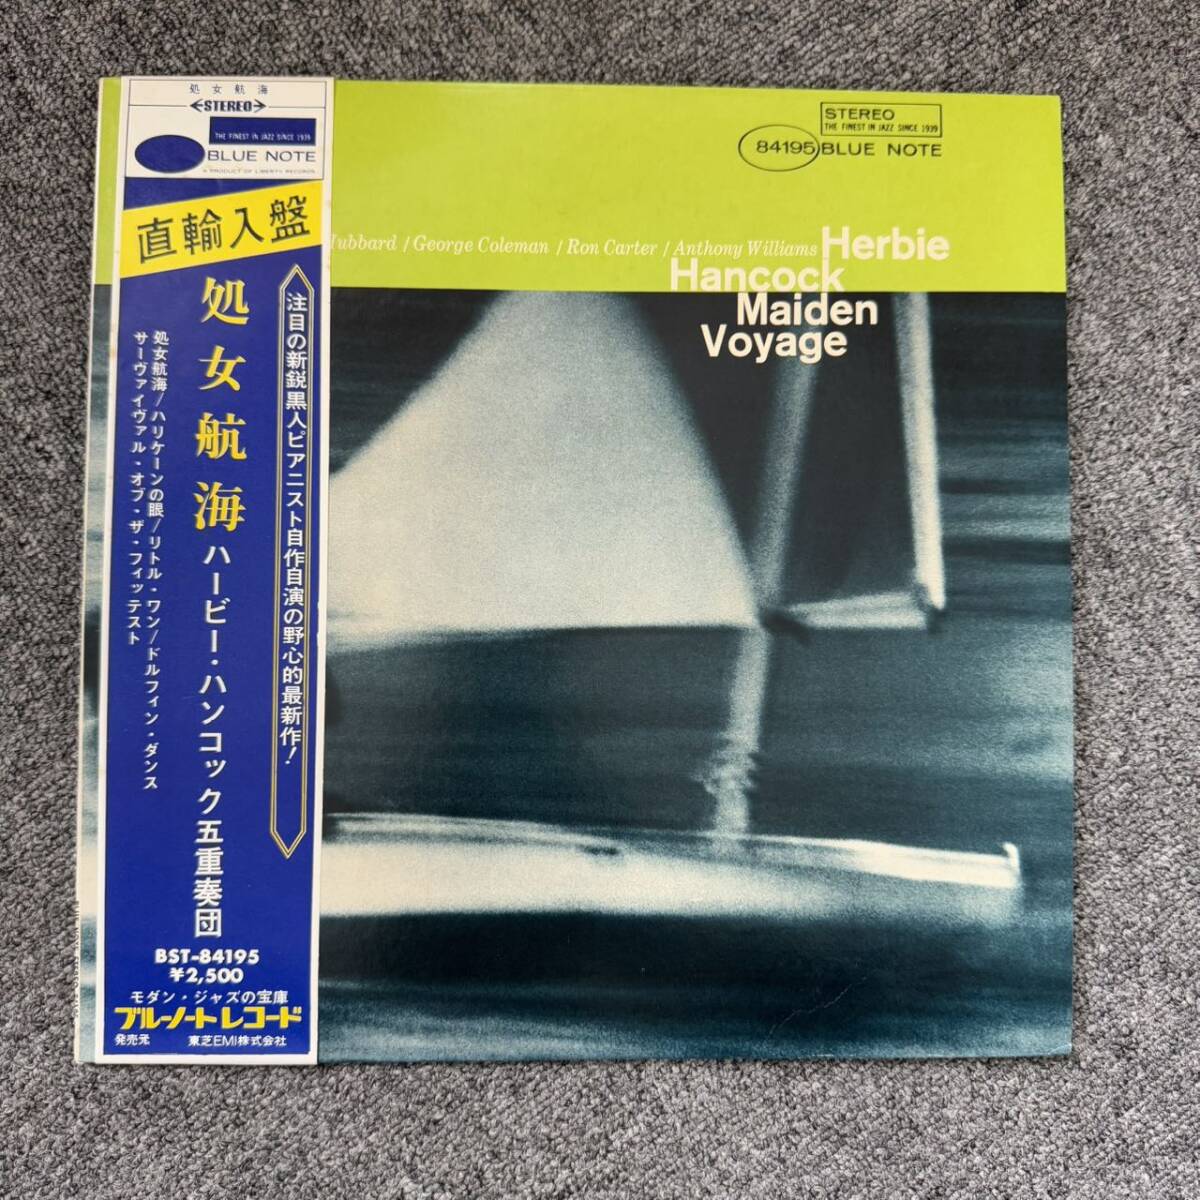 処女航海
STEREO
THE FINEST IN JAZZ SINCE 1939
BLUE NOTE
A PRODUCT OF LIBERTY RECORDS
直輸入盤
注目の新鋭黒人ピアニスト自作自演の野心的最新作!
処女航海 ハービー・ハンコック五重奏団
処女航海/ハリケーンの眼/リトル・ワン/ドルフィン・ダンス
サーヴァイヴァル・オブ・ザ・フィッテスト
BST-84195
¥2,500
モダン・ジャズの宝庫
ブルーノートレコード
発売元 東芝EMI株式会社
STEREO
THE FINEST IN JAZZ SINCE 1939
84195 BLUE NOTE
Hubbard / George Coleman / Ron Carter / Anthony Williams Herbie
Hancock
Maiden
Voyage